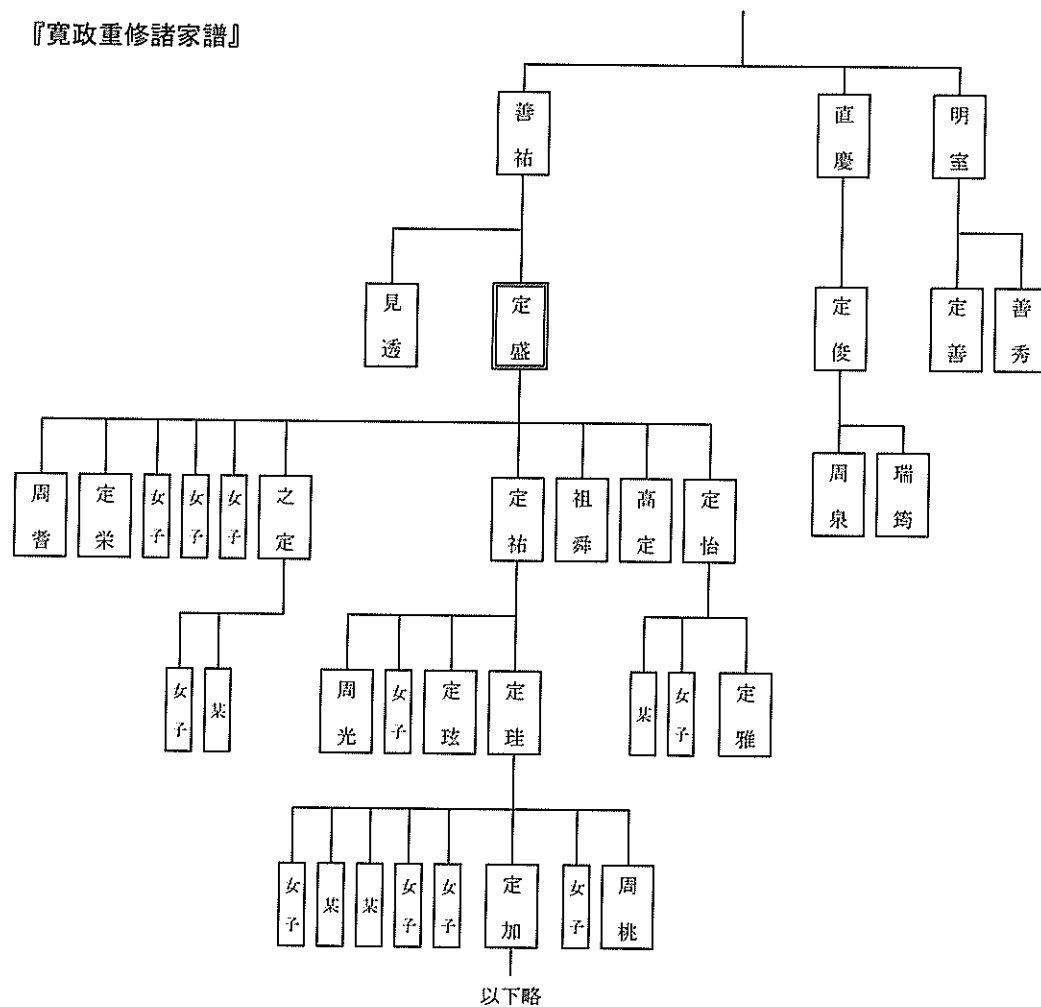 『寛政重修諸家譜』
明室
直慶
善祐
善秀
定善
定俊
定盛
見透
瑞筠
周泉
定怡
高定
祖舜
定祐
之定
女子
女子
女子
定栄
周耆
定雅
女子
某
定珪
定玹
女子
周光
某
女子
周桃
女子
定加
女子
女子
某
某
女子
以下略